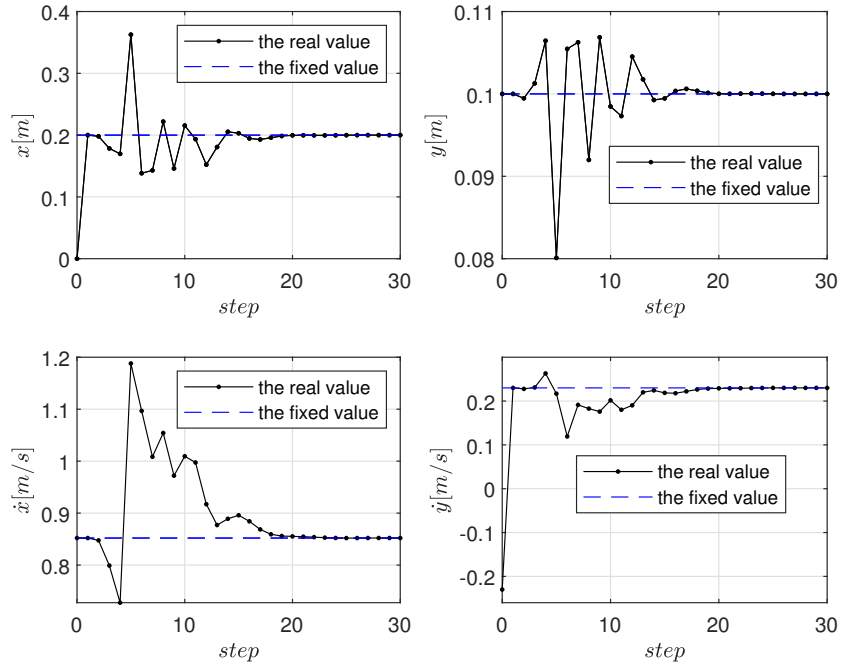 0.4
0.3
0.2
0.1
0
x[m]
the real value
the fixed value
0
10
20
30
step
0.11
0.1
0.09
0.08
y[m]
the real value
the fixed value
0
10
20
30
step
1.2
1.1
1
0.9
0.8
ẋ[m/s]
the real value
the fixed value
0
10
20
30
step
0.2
0.1
0
-0.1
-0.2
ẏ[m/s]
the real value
the fixed value
0
10
20
30
step